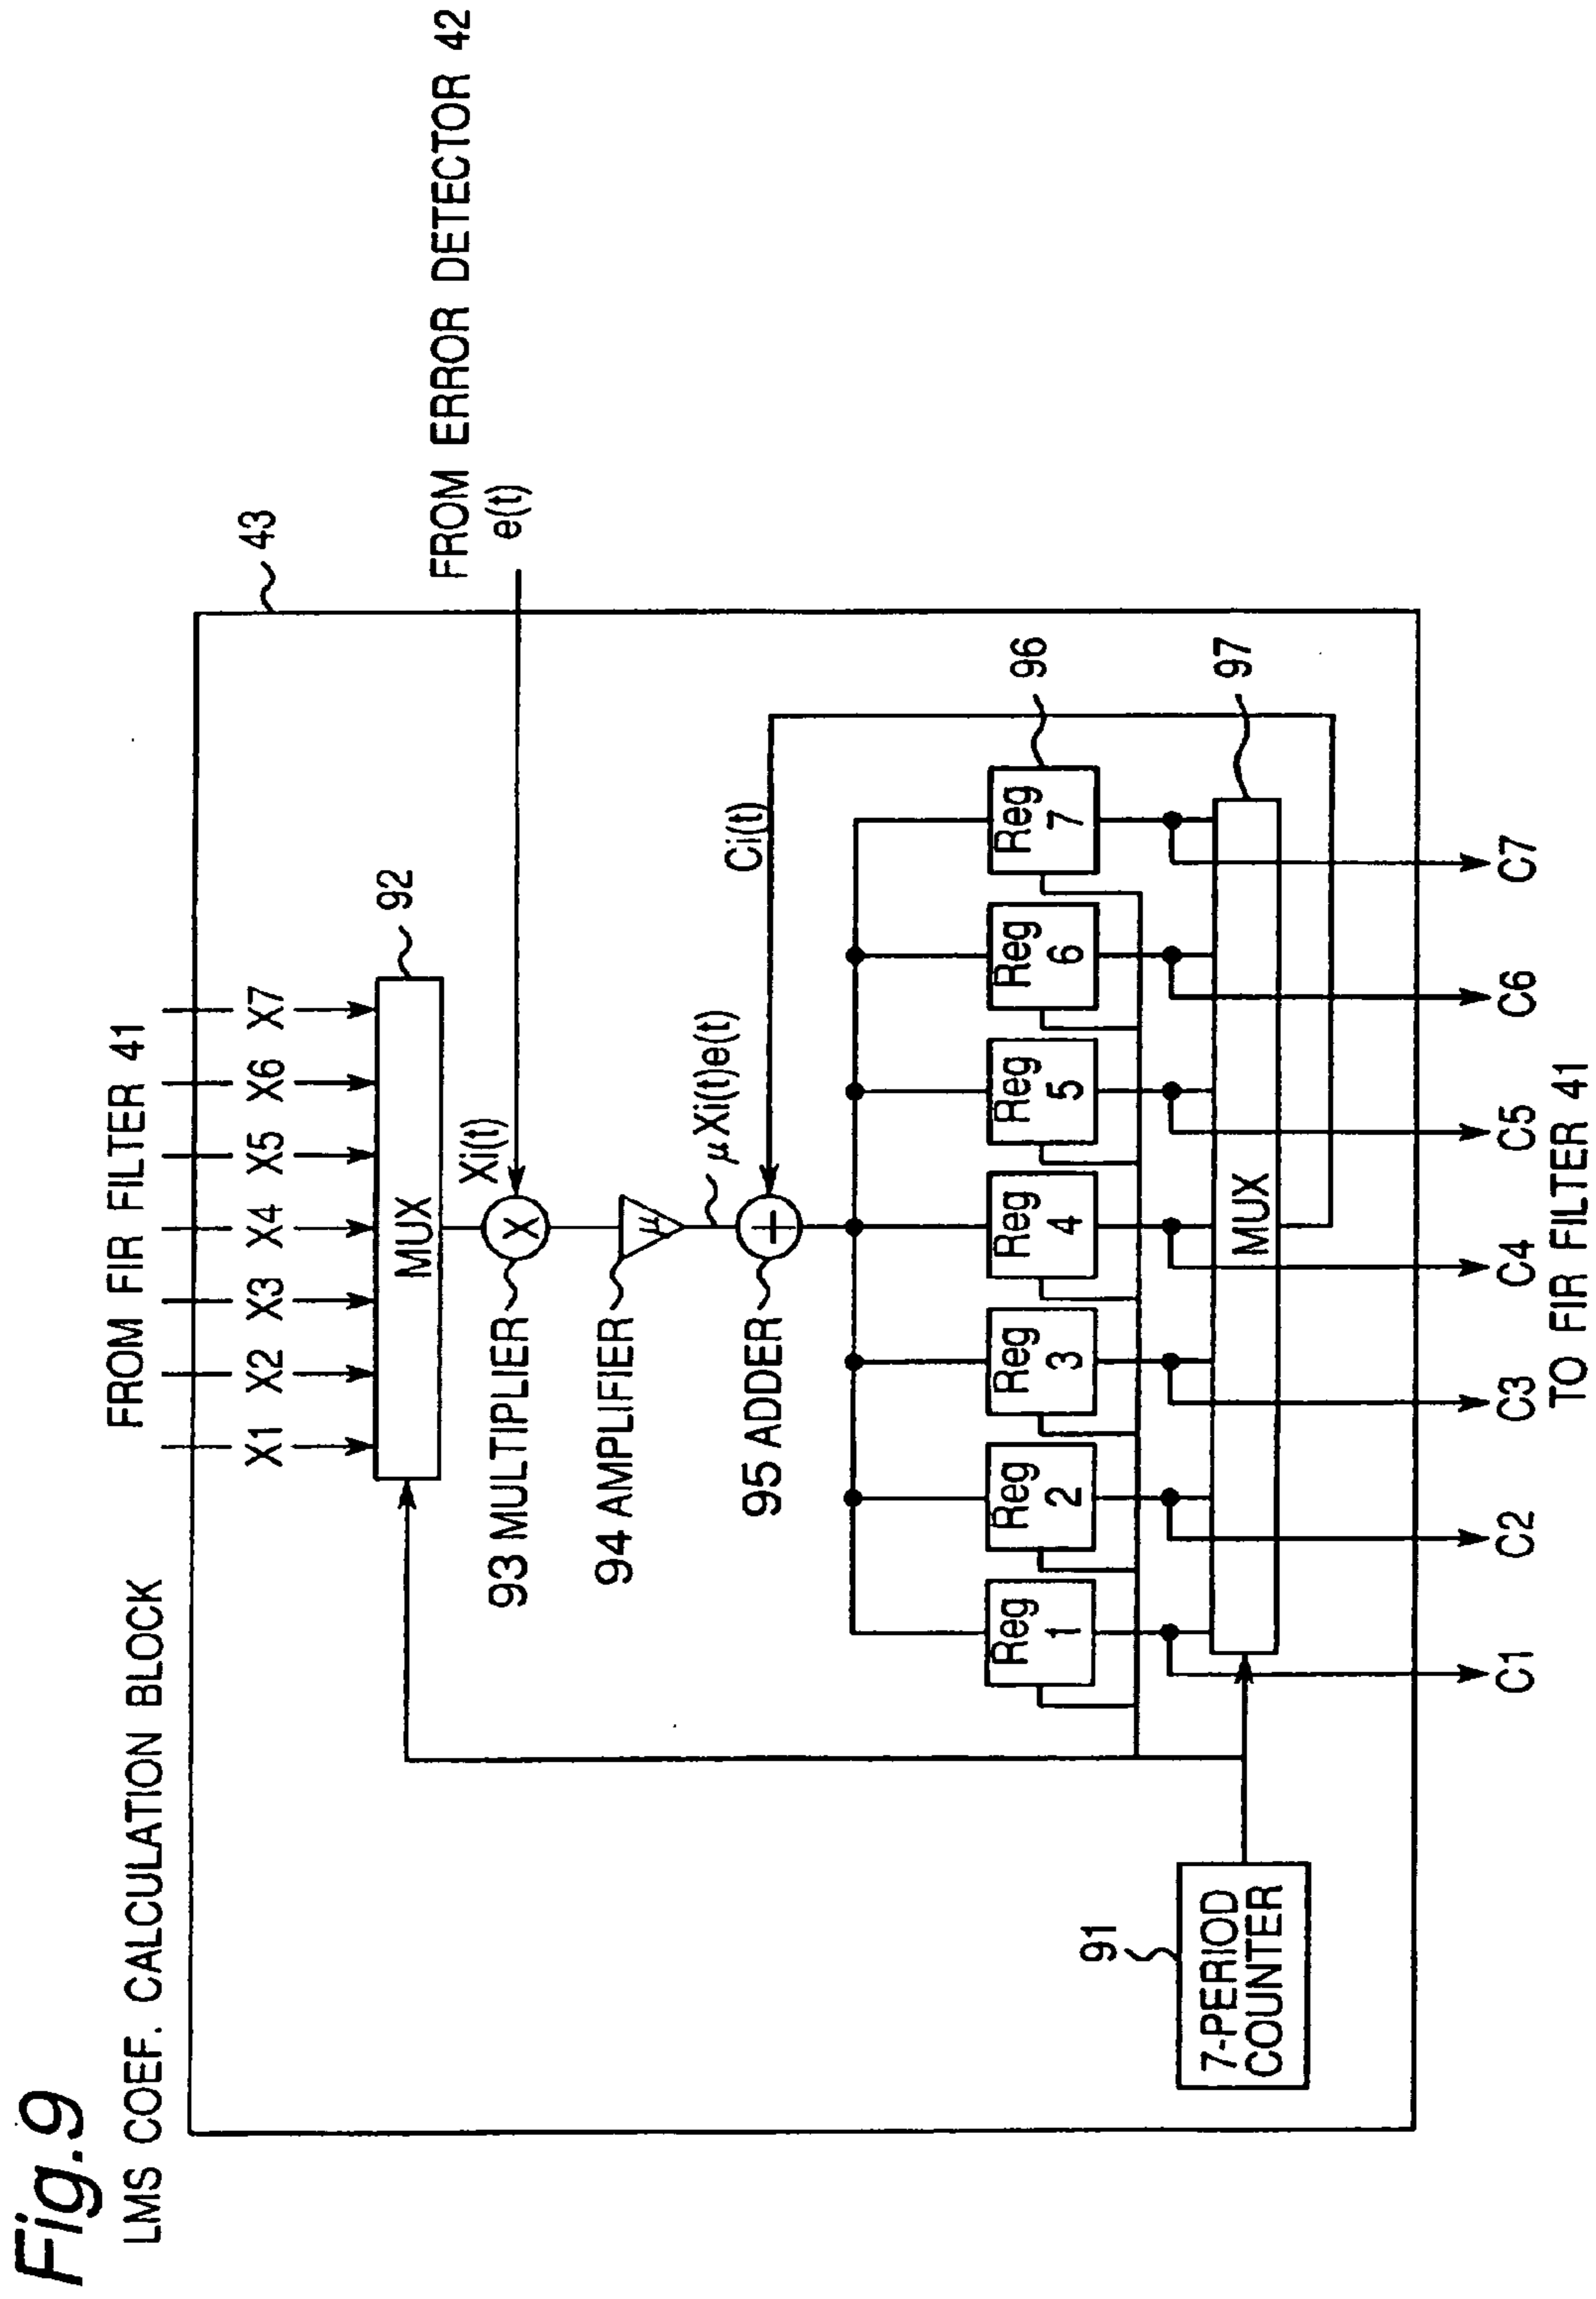 Fig.9
LMS COEF. CALCULATION BLOCK
43
FROM FIR FILTER 41
X1 X2 X3 X4 X5 X6 X7
92
MUX
FROM ERROR DETECTOR 42
e(t)
Xi(t)
93 MULTIPLIER
X
94 AMPLIFIER
μ
μXi(t)e(t)
95 ADDER
+
Ci(t)
96
Reg 1
Reg 2
Reg 3
Reg 4
Reg 5
Reg 6
Reg 7
97
MUX
91
7-PERIOD
COUNTER
C1 C2 C3 C4 C5 C6 C7
TO FIR FILTER 41